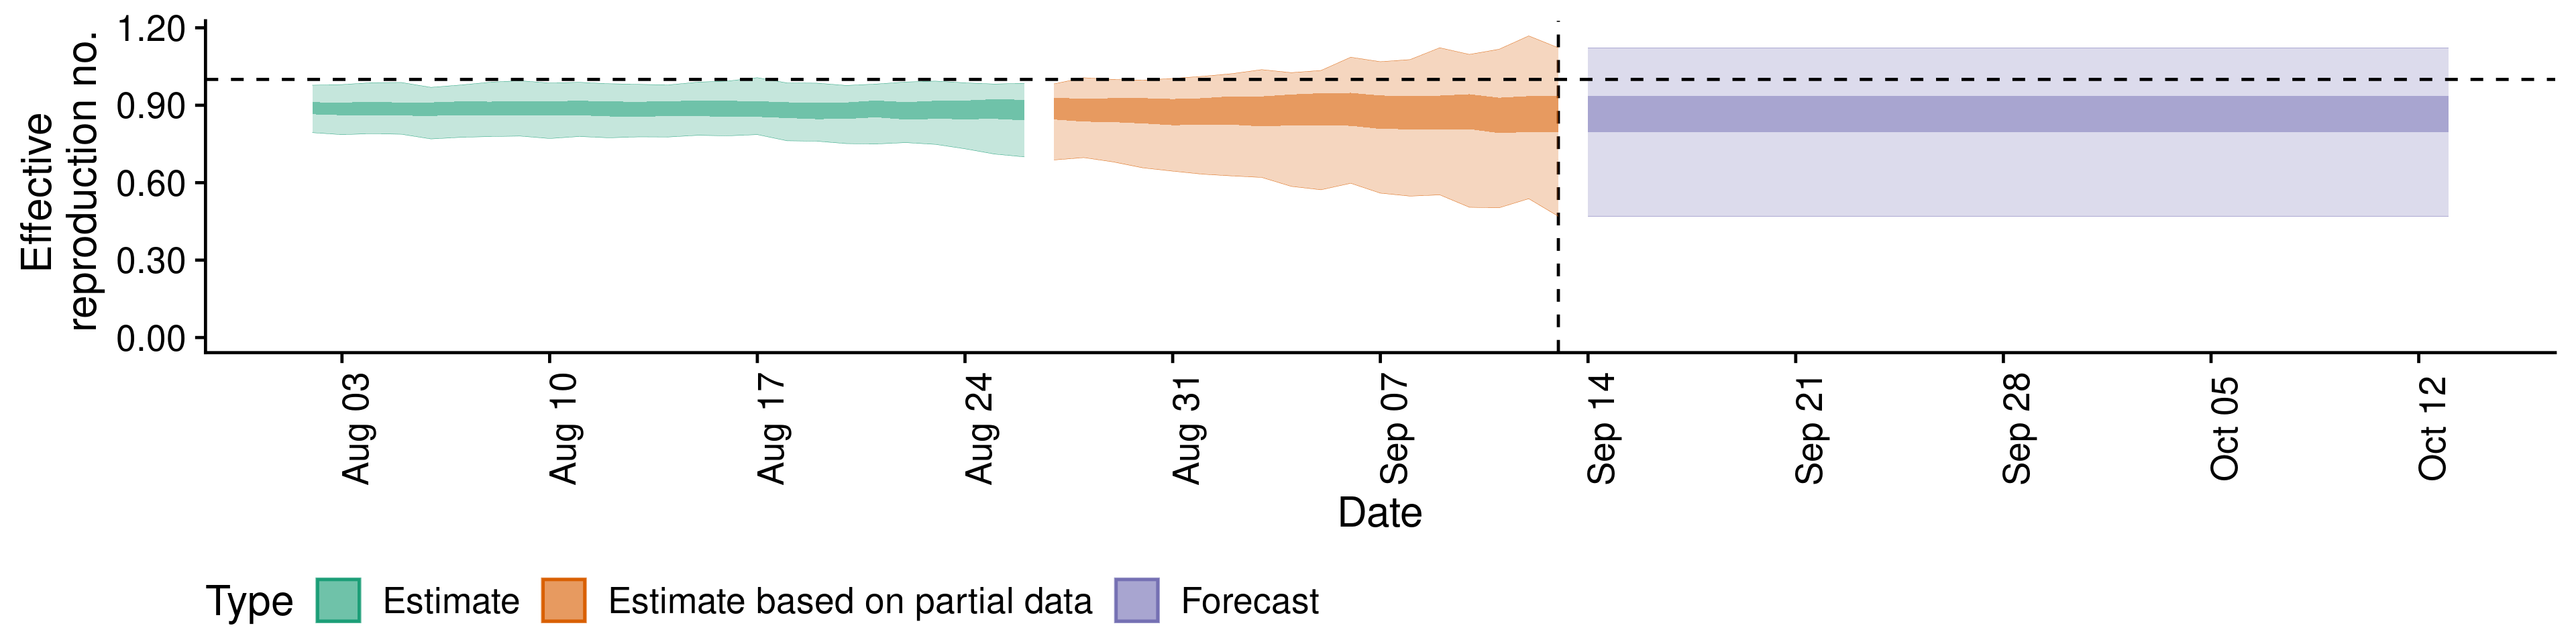 Effective
reproduction no.
1.20
0.90
0.60
0.30
0.00
Aug 03
Aug 10
Aug 17
Aug 24
Aug 31
Sep 07
Sep 14
Sep 21
Sep 28
Oct 05
Oct 12
Date
Type Estimate Estimate based on partial data Forecast